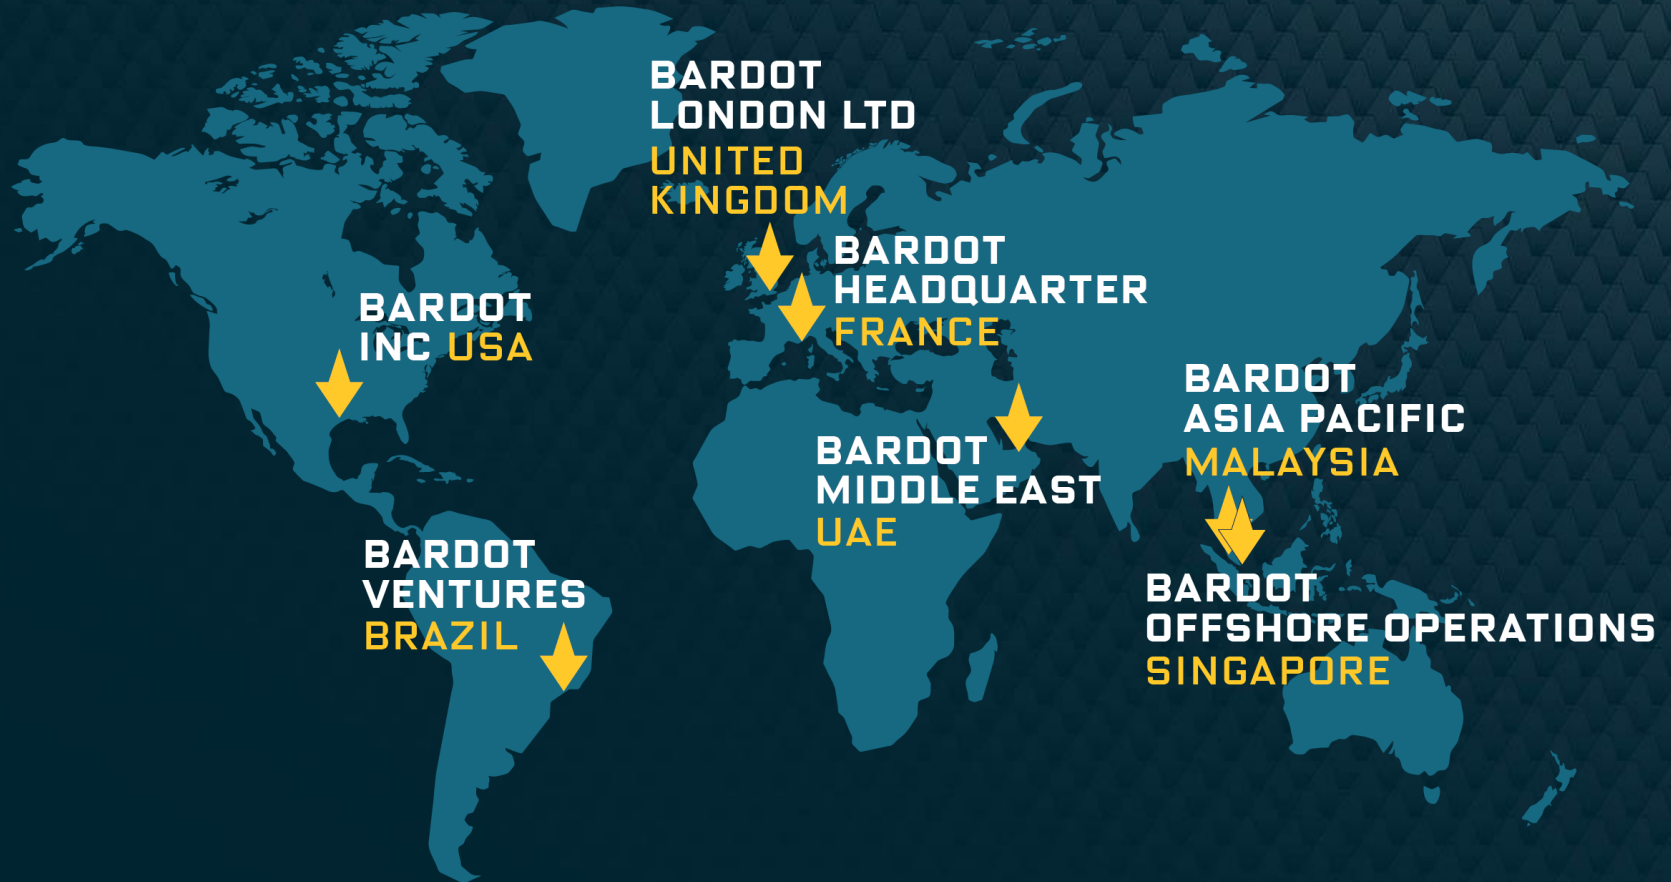 BARDOT
LONDON LTD
UNITED
KINGDOM
BARDOT
HEADQUARTER
FRANCE
BARDOT
INC USA
BARDOT
ASIA PACIFIC
MALAYSIA
BARDOT
MIDDLE EAST
UAE
BARDOT
VENTURES
BRAZIL
BARDOT
OFFSHORE OPERATIONS
SINGAPORE